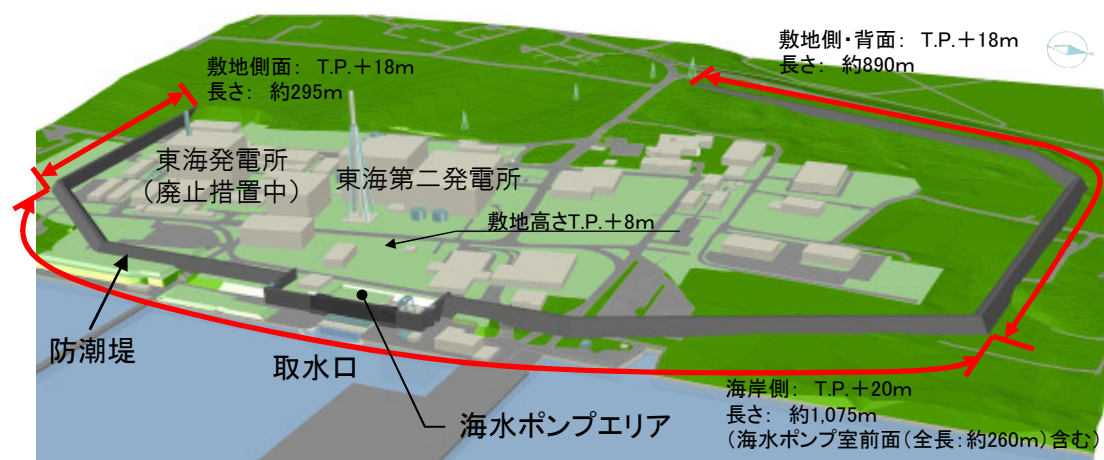 敷地側・背面： T.P.＋18m
長さ： 約890m
敷地側面： T.P.＋18m
長さ： 約295m
東海発電所
（廃止措置中）
東海第二発電所
敷地高さT.P.＋8m
防潮堤
取水口
海水ポンプエリア
海岸側： T.P.＋20m
長さ： 約1,075m
（海水ポンプ室前面（全長：約260m）含む）